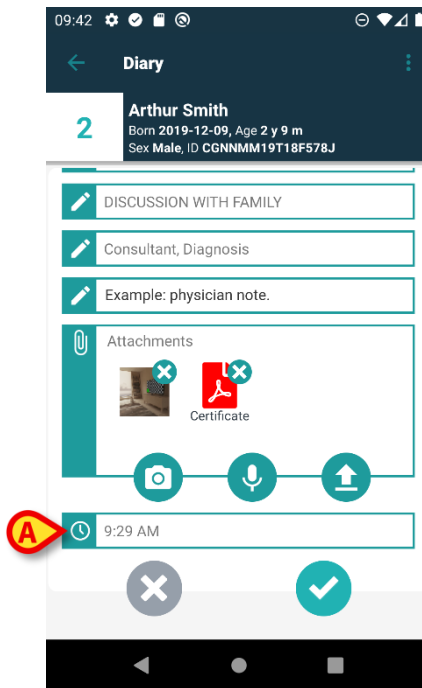 09:42
Diary
2
Arthur Smith
Born 2019-12-09, Age 2 y 9 m
Sex Male, ID CGNNMM19T18F578J
DISCUSSION WITH FAMILY
Consultant, Diagnosis
Example: physician note.
Attachments
Certificate
A
9:29 AM